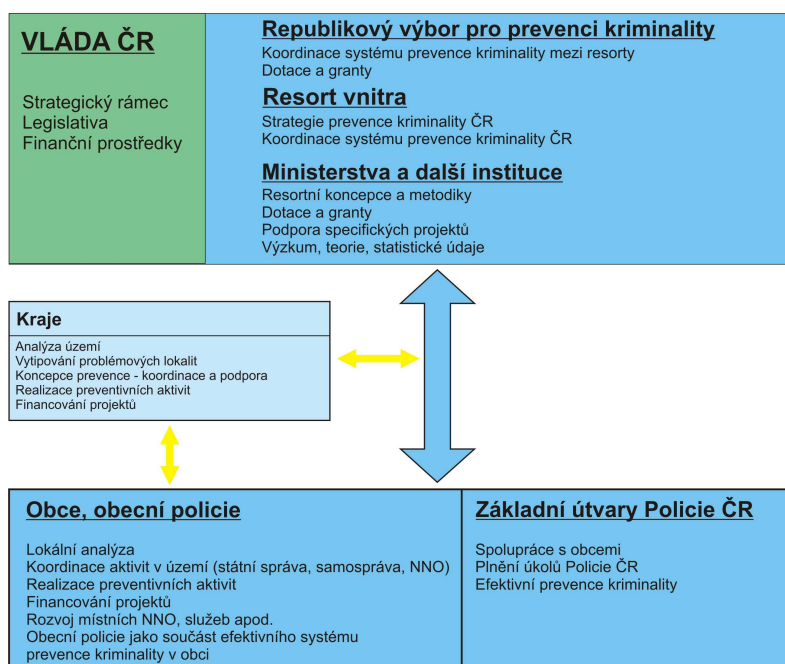 VLÁDA ČR
Strategický rámec
Legislativa
Finanční prostředky
Republikový výbor pro prevenci kriminality
Koordinace systému prevence kriminality mezi resorty
Dotace a granty
Resort vnitra
Strategie prevence kriminality ČR
Koordinace systému prevence kriminality ČR
Ministerstva a další instituce
Resortní koncepce a metodiky
Dotace a granty
Podpora specifických projektů
Výzkum, teorie, statistické údaje
Kraje
Analýza území
Vytipování problémových lokalit
Koncepce prevence - koordinace a podpora
Realizace preventivních aktivit
Financování projektů
Obce, obecní policie
Lokální analýza
Koordinace aktivit v území (státní správa, samospráva, NNO)
Realizace preventivních aktivit
Financování projektů
Rozvoj místních NNO, služeb apod.
Obecní policie jako součást efektivního systému
prevence kriminality v obci
Základní útvary Policie ČR
Spolupráce s obcemi
Plnění úkolů Policie ČR
Efektivní prevence kriminality